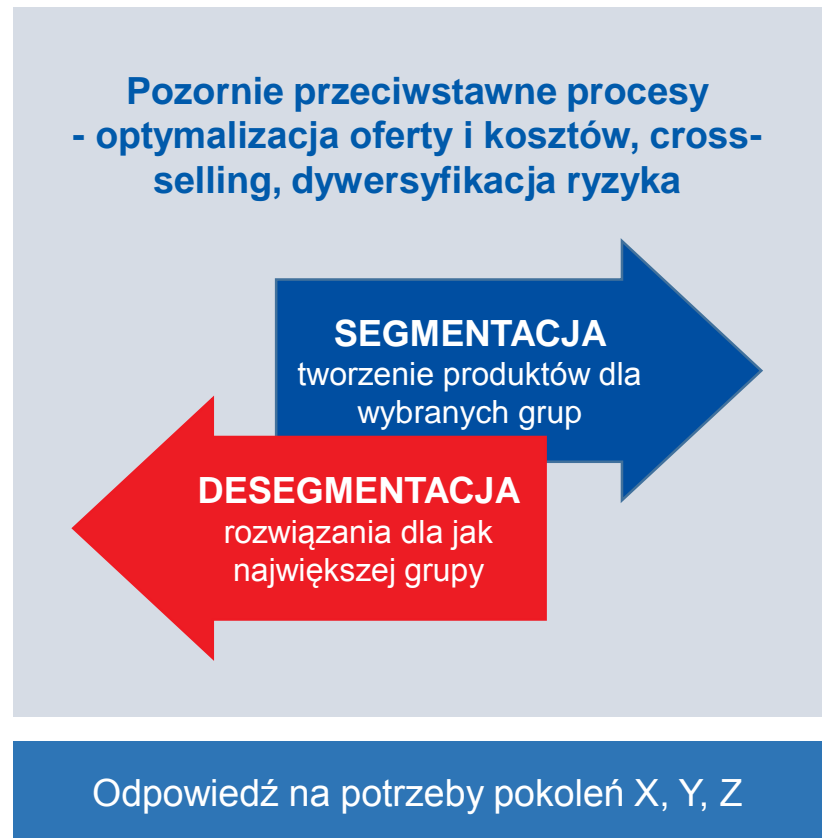 Pozornie przeciwstawne procesy
- optymalizacja oferty i kosztów, cross-
selling, dywersyfikacja ryzyka
SEGMENTACJA
tworzenie produktów dla
wybranych grup
DESEGMENTACJA
rozwiązania dla jak
największej grupy
Odpowiedź na potrzeby pokoleń X, Y, Z